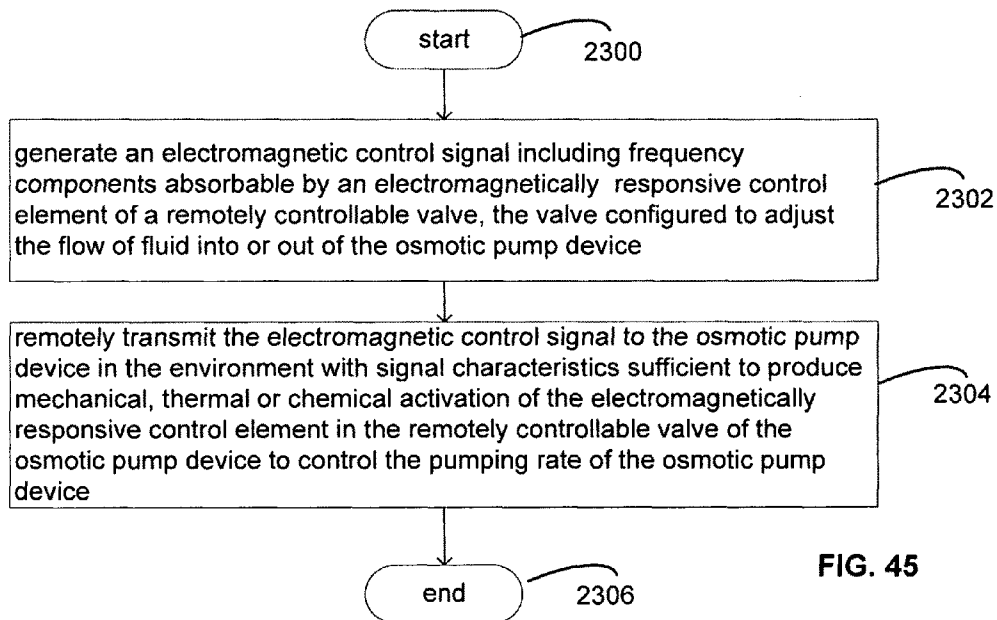 start
2300
generate an electromagnetic control signal including frequency
components absorbable by an electromagnetically responsive control
element of a remotely controllable valve, the valve configured to adjust
the flow of fluid into or out of the osmotic pump device
2302
remotely transmit the electromagnetic control signal to the osmotic pump
device in the environment with signal characteristics sufficient to produce
mechanical, thermal or chemical activation of the electromagnetically
responsive control element in the remotely controllable valve of the
osmotic pump device to control the pumping rate of the osmotic pump
device
2304
end
2306
FIG. 45